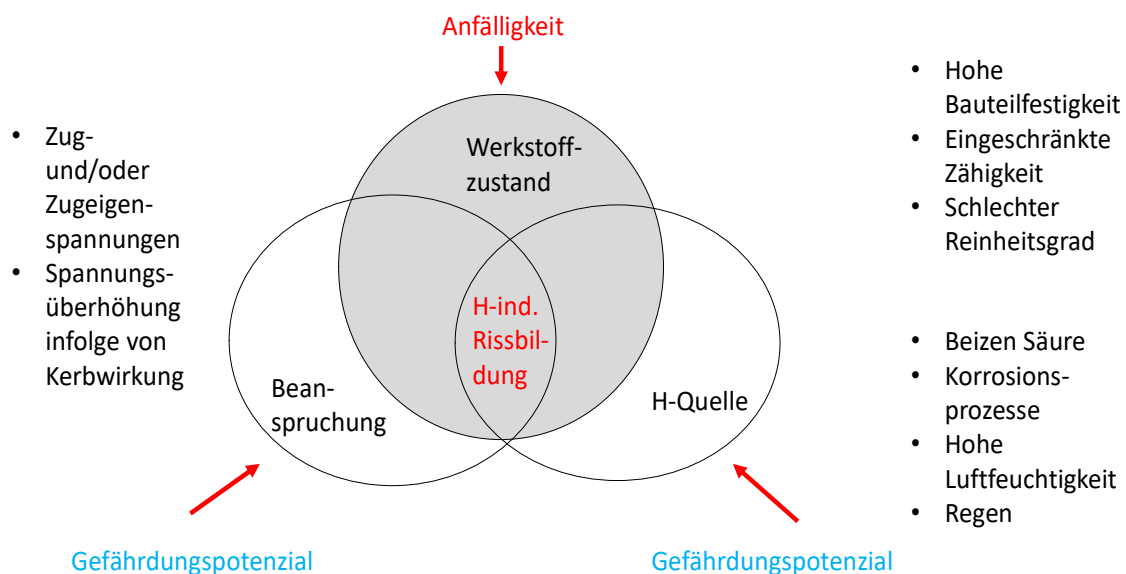 Anfälligkeit
• Zug-
und/oder
Zugeigen-
spannungen
• Spannungs-
überhöhung
infolge von
Kerbwirkung
Werkstoff-
zustand
H-ind.
Rissbil-
dung
Bean-
spruchung
H-Quelle
• Hohe
Bauteilfestigkeit
• Eingeschränkte
Zähigkeit
• Schlechter
Reinheitsgrad
• Beizen Säure
• Korrosions-
prozesse
• Hohe
Luftfeuchtigkeit
• Regen
Gefährdungspotenzial
Gefährdungspotenzial